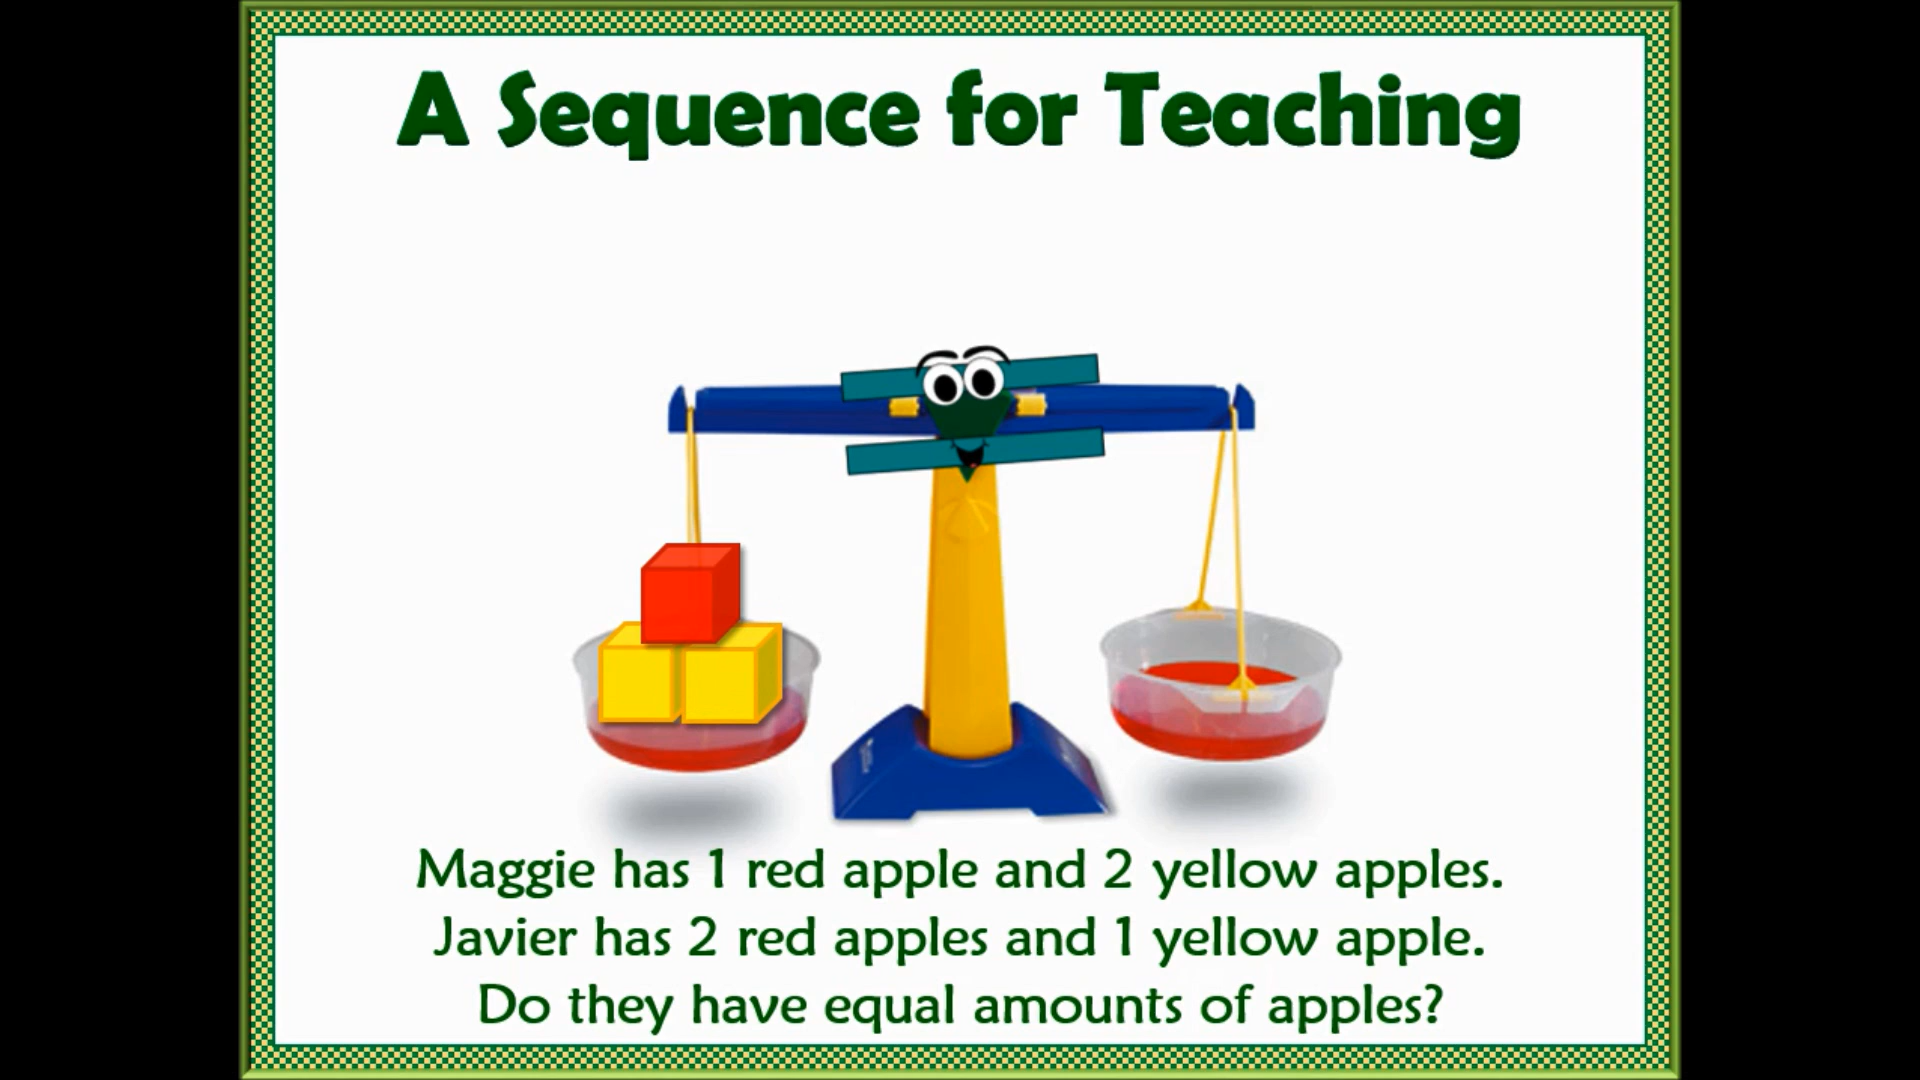 A Sequence for Teaching
Maggie has 1 red apple and 2 yellow apples.
Javier has 2 red apples and 1 yellow apple.
Do they have equal amounts of apples?